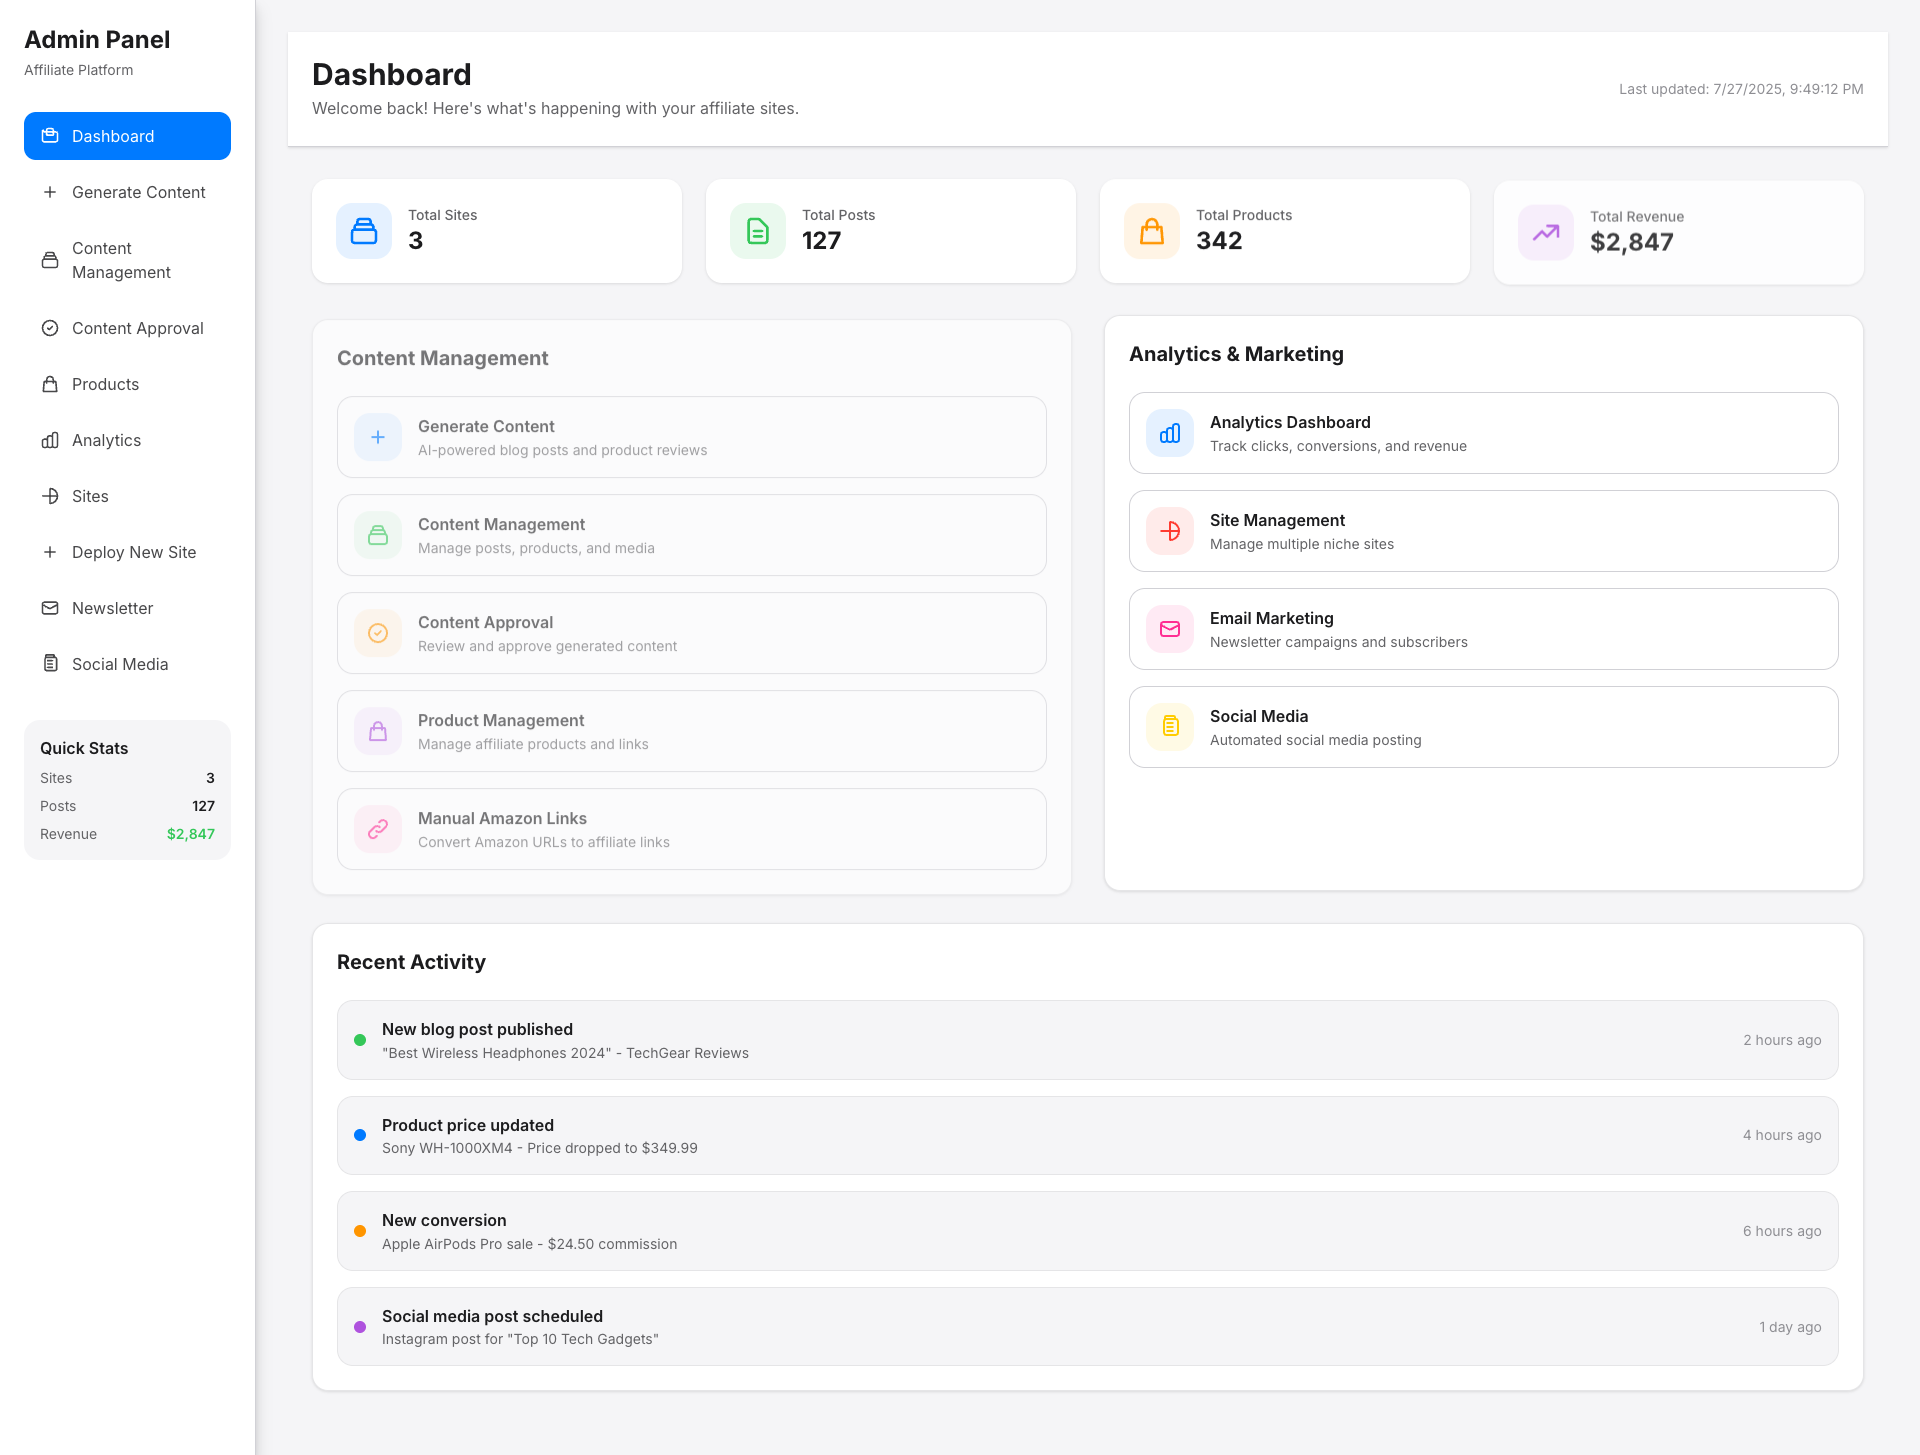 Admin Panel
Affiliate Platform
Dashboard
Generate Content
Content
Management
Content Approval
Products
Analytics
Sites
Deploy New Site
Newsletter
Social Media
Quick Stats
Sites 3
Posts 127
Revenue $2,847
Dashboard
Welcome back! Here's what's happening with your affiliate sites.
Last updated: 7/27/2025, 9:49:12 PM
Total Sites
3
Total Posts
127
Total Products
342
Total Revenue
$2,847
Content Management
Generate Content
AI-powered blog posts and product reviews
Content Management
Manage posts, products, and media
Content Approval
Review and approve generated content
Product Management
Manage affiliate products and links
Manual Amazon Links
Convert Amazon URLs to affiliate links
Analytics & Marketing
Analytics Dashboard
Track clicks, conversions, and revenue
Site Management
Manage multiple niche sites
Email Marketing
Newsletter campaigns and subscribers
Social Media
Automated social media posting
Recent Activity
New blog post published
"Best Wireless Headphones 2024" - TechGear Reviews
2 hours ago
Product price updated
Sony WH-1000XM4 - Price dropped to $349.99
4 hours ago
New conversion
Apple AirPods Pro sale - $24.50 commission
6 hours ago
Social media post scheduled
Instagram post for "Top 10 Tech Gadgets"
1 day ago